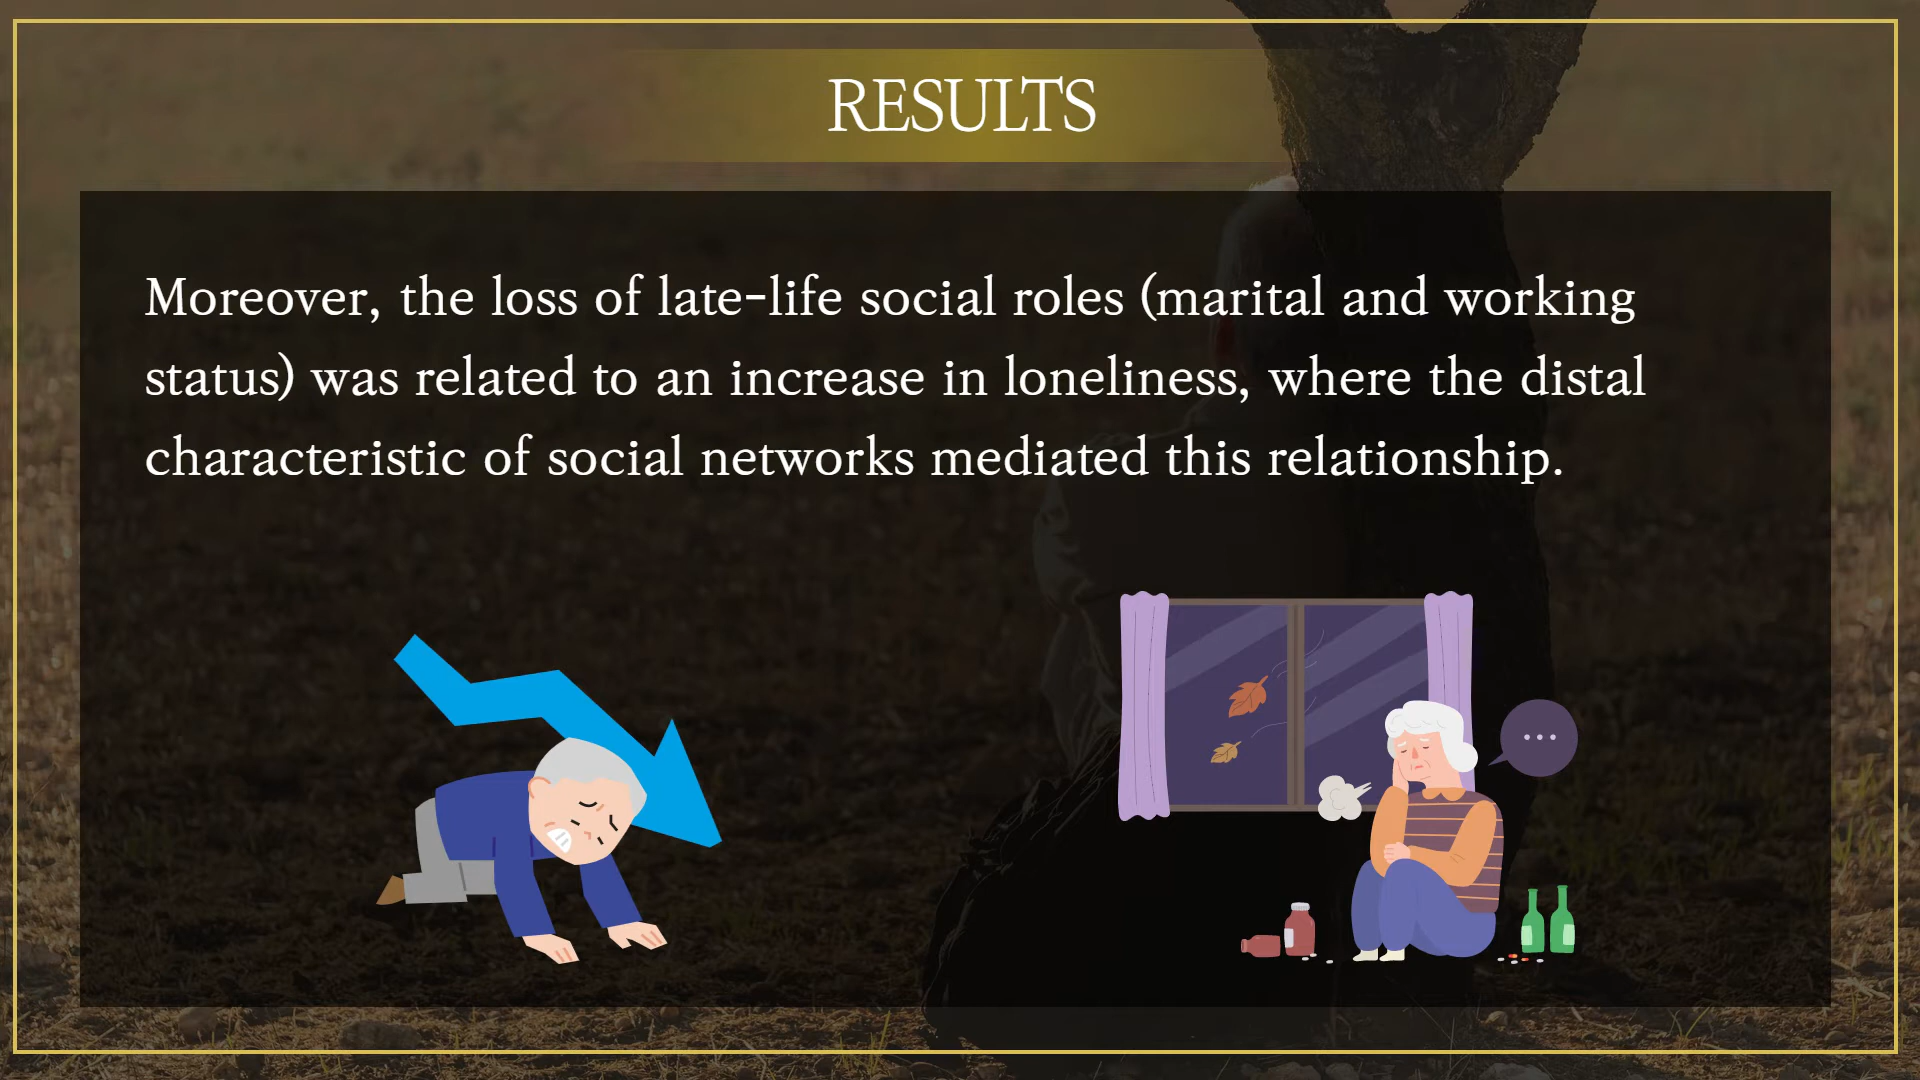 RESULTS
Moreover, the loss of late-life social roles (marital and working
status) was related to an increase in loneliness, where the distal
characteristic of social networks mediated this relationship.